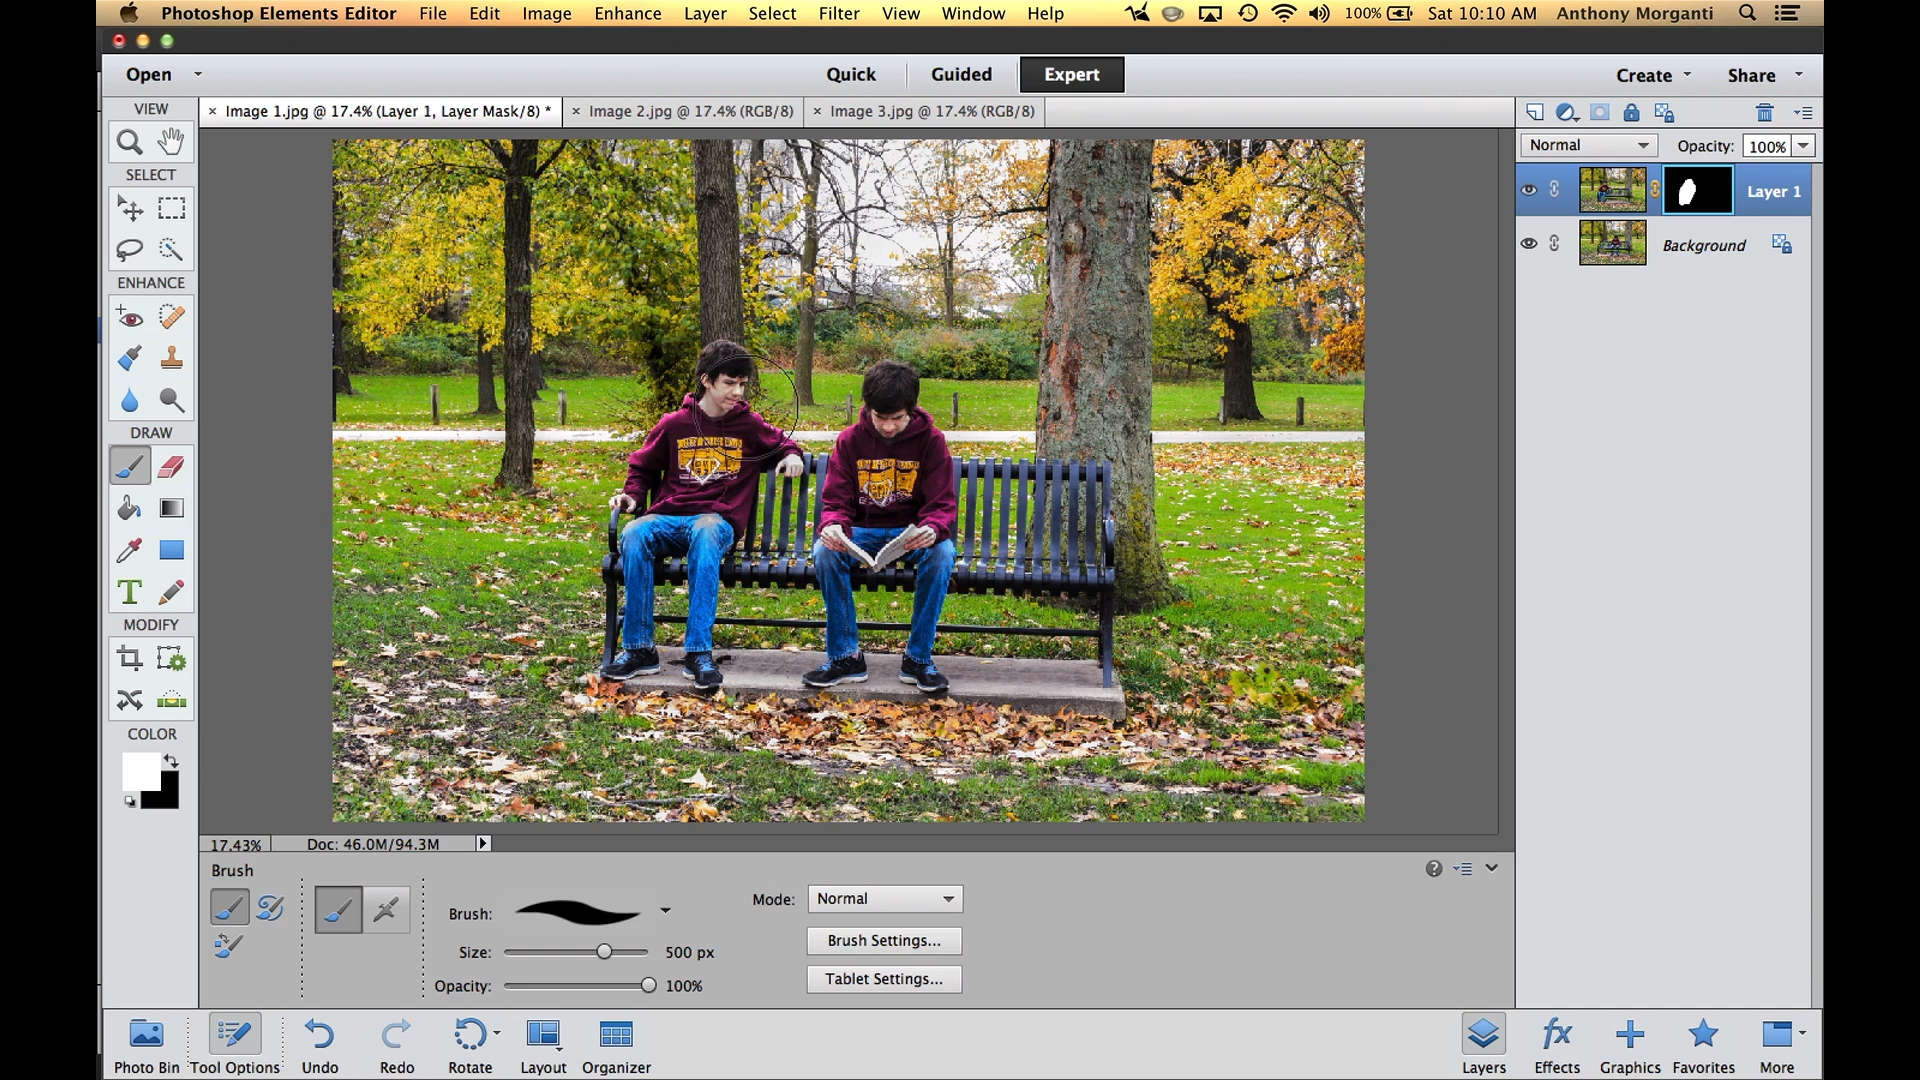 Photoshop Elements Editor File Edit Image Enhance Layer Select Filter View Window Help 100% Sat 10:10 AM Anthony Morganti
Open Quick Guided Expert Create Share
VIEW
× Image 1.jpg @ 17.4% (Layer 1, Layer Mask/8) * × Image 2.jpg @ 17.4% (RGB/8) × Image 3.jpg @ 17.4% (RGB/8)
Normal Opacity: 100%
SELECT
Layer 1
Background
ENHANCE
DRAW
T
MODIFY
COLOR
17.43% Doc: 46.0M/94.3M
Brush
Mode: Normal
Brush:
Brush Settings...
Size: 500 px
Tablet Settings...
Opacity: 100%
Photo Bin Tool Options Undo Redo Rotate Layout Organizer Layers fx Effects Graphics Favorites More